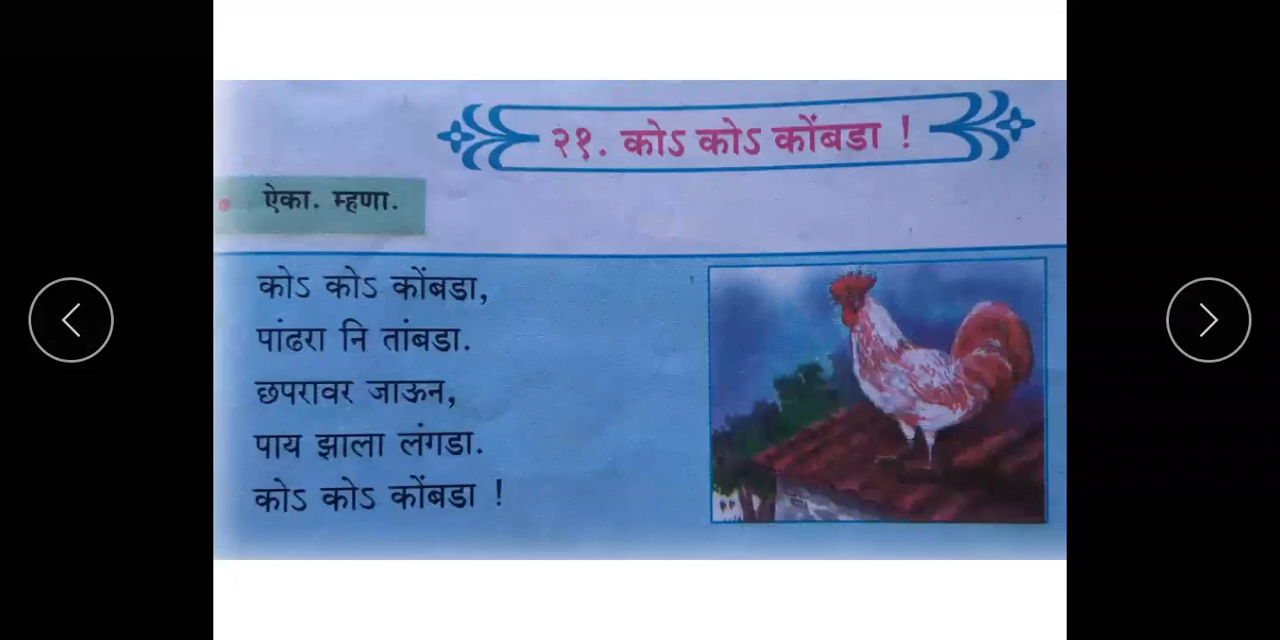 २१. कोऽ कोऽ कोंबडा !
ऐका. म्हणा.
कोऽ कोऽ कोंबडा,
पांढरा नि तांबडा.
छपरावर जाऊन,
पाय झाला लंगडा.
कोऽ कोऽ कोंबडा !